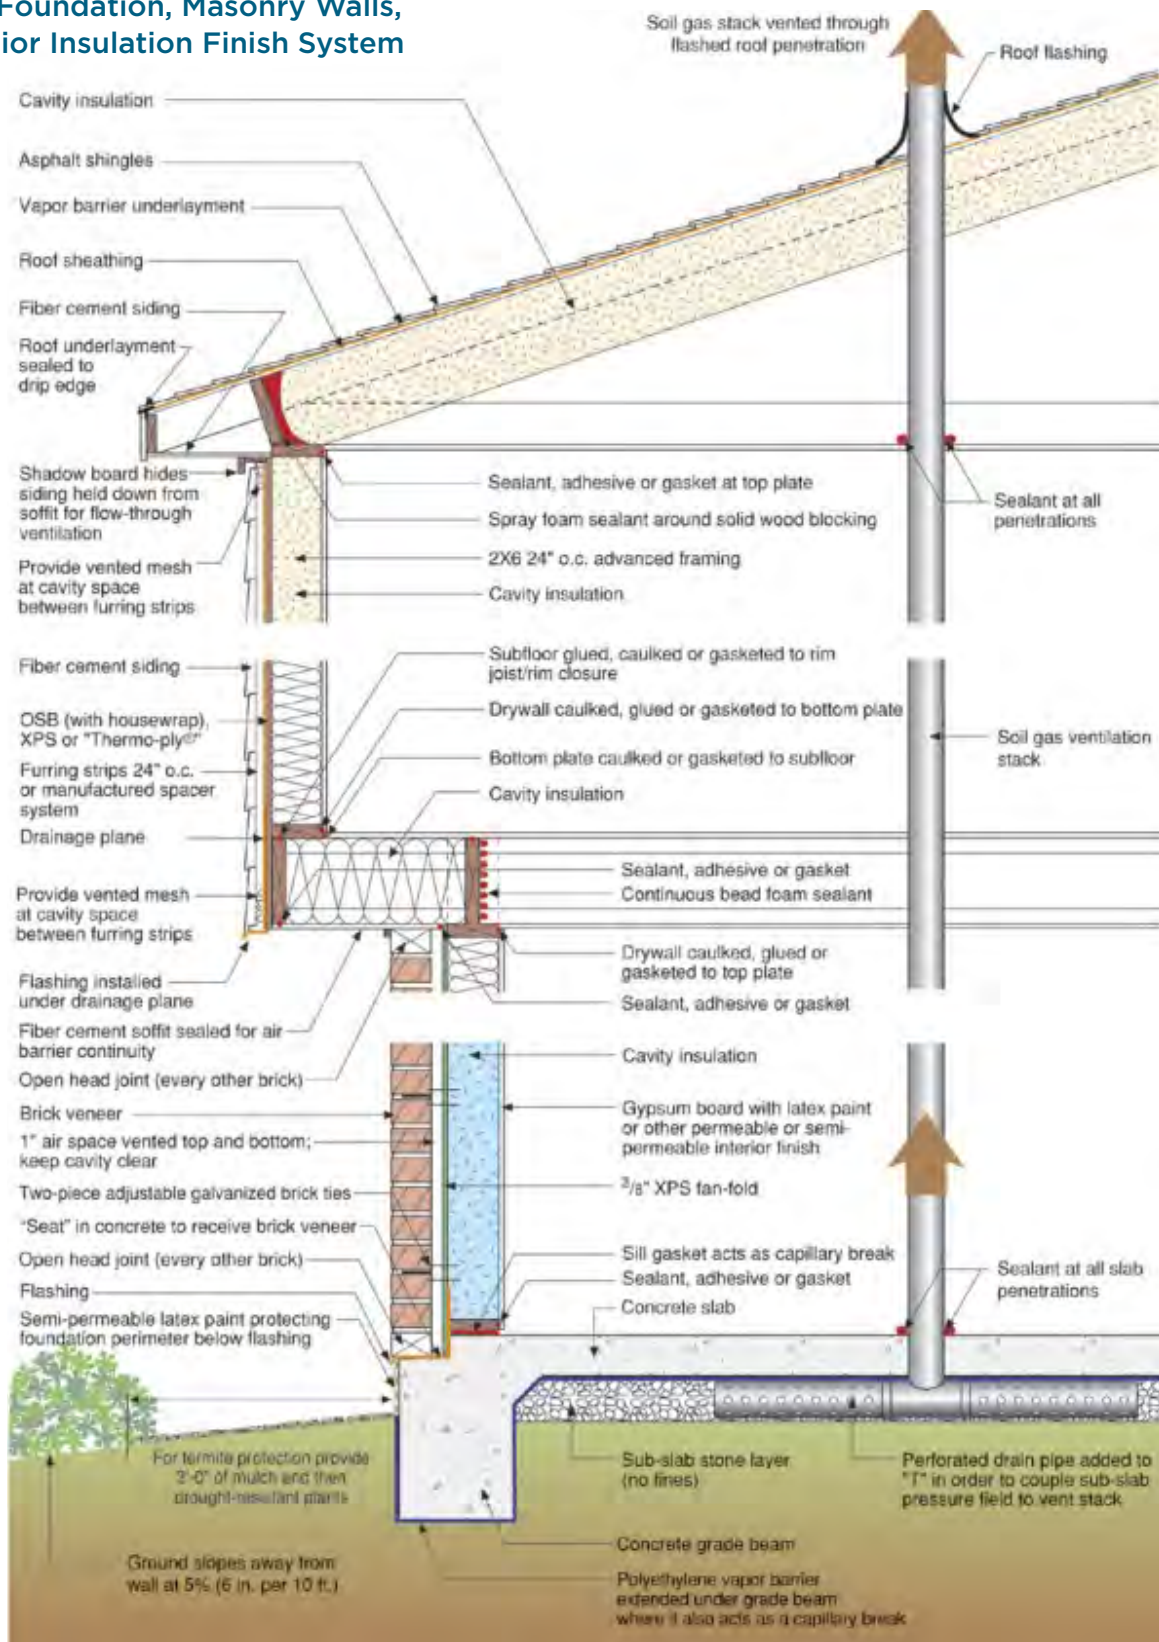 Foundation, Masonry Walls,
ior Insulation Finish System
Soil gas stack vented through
flashed roof penetration
Roof flashing
Cavity insulation
Asphalt shingles
Vapor barrier underlayment
Roof sheathing
Fiber cement siding
Roof underlayment
sealed to
drip edge
Shadow board hides
siding held down from
soffit for flow-through
ventilation
Provide vented mesh
at cavity space
between furring strips
Sealant, adhesive or gasket at top plate
Spray foam sealant around solid wood blocking
2X6 24" o.c. advanced framing
Cavity insulation
Sealant at all
penetrations
Fiber cement siding
OSB (with housewrap),
XPS or "Thermo-ply®"
Furring strips 24" o.c.
or manufactured spacer
system
Drainage plane
Provide vented mesh
at cavity space
between furring strips
Flashing installed
under drainage plane
Fiber cement soffit sealed for air
barrier continuity
Open head joint (every other brick)
Brick veneer
1" air space vented top and bottom;
keep cavity clear
Two-piece adjustable galvanized brick ties
"Seat" in concrete to receive brick veneer
Open head joint (every other brick)
Flashing
Semi-permeable latex paint protecting
foundation perimeter below flashing
Subfloor glued, caulked or gasketed to rim
joist/rim closure
Drywall caulked, glued or gasketed to bottom plate
Bottom plate caulked or gasketed to subfloor
Cavity insulation
Soil gas ventilation
stack
Sealant, adhesive or gasket
Continuous bead foam sealant
Drywall caulked, glued or
gasketed to top plate
Sealant, adhesive or gasket
Cavity insulation
Gypsum board with latex paint
or other permeable or semi-
permeable interior finish
3/8" XPS fan-fold
Sill gasket acts as capillary break
Sealant, adhesive or gasket
Concrete slab
Sealant at all slab
penetrations
For termite protection provide
3'-0" of mulch and then
drought-resistant plants
Ground slopes away from
wall at 5% (6 in. per 10 ft.)
Sub-slab stone layer
(no fines)
Perforated drain pipe added to
"T" in order to couple sub-slab
pressure field to vent stack
Concrete grade beam
Polyethylene vapor barrier
extended under grade beam
where it also acts as a capillary break